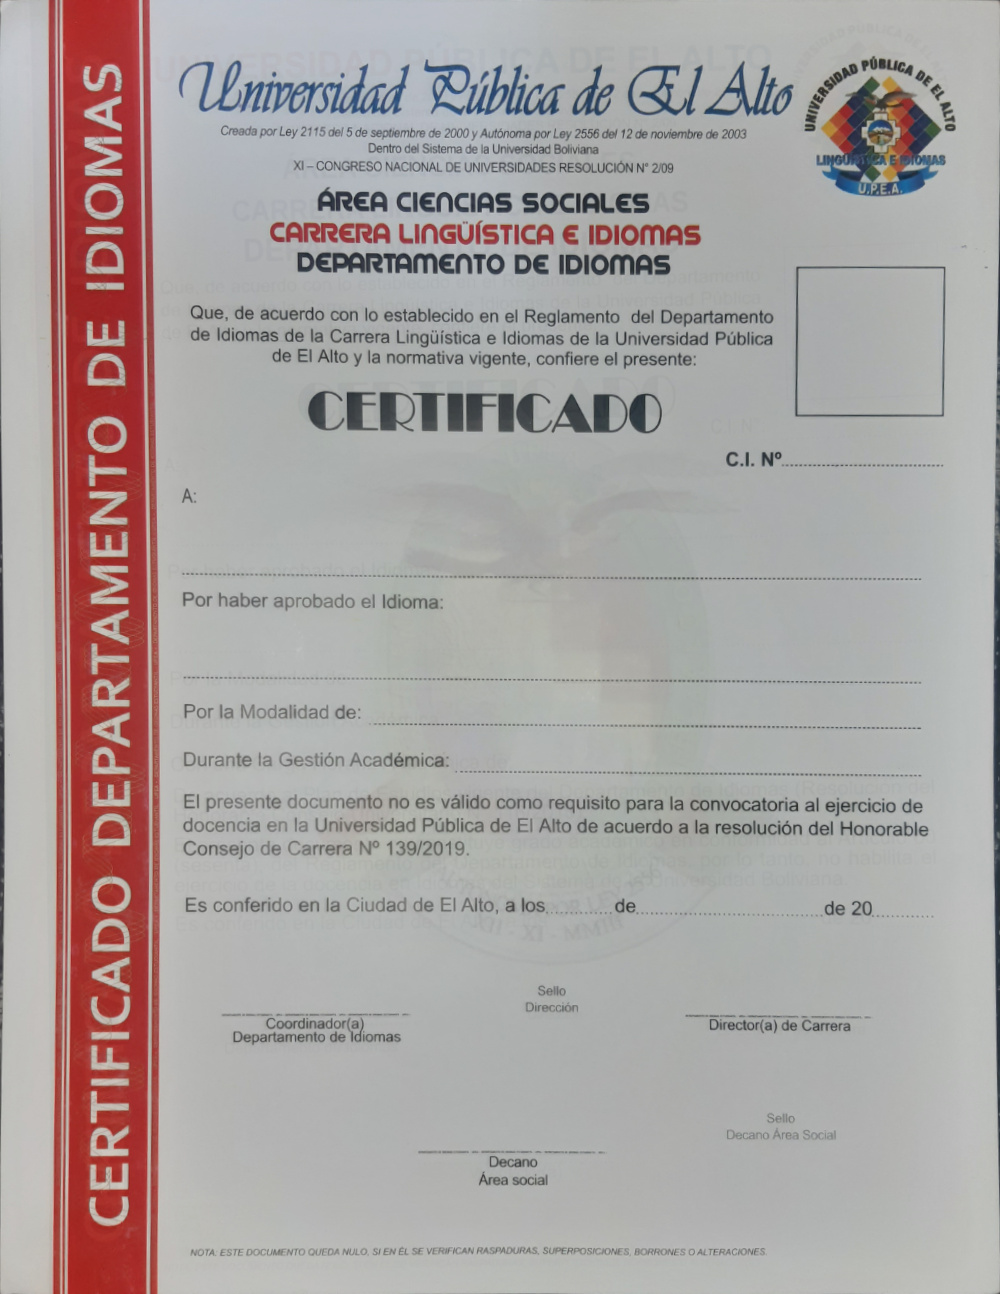 CERTIFICADO DEPARTAMENTO DE IDIOMAS
Universidad Pública de El Alto
Creada por Ley 2115 del 5 de septiembre de 2000 y Autónoma por Ley 2556 del 12 de noviembre de 2003
Dentro del Sistema de la Universidad Boliviana
XI – CONGRESO NACIONAL DE UNIVERSIDADES RESOLUCIÓN N° 2/09
UNIVERSIDAD PÚBLICA DE EL ALTO
LINGÜÍSTICA E IDIOMAS
U.P.E.A.
ÁREA CIENCIAS SOCIALES
CARRERA LINGÜÍSTICA E IDIOMAS
DEPARTAMENTO DE IDIOMAS
Que, de acuerdo con lo establecido en el Reglamento del Departamento
de Idiomas de la Carrera Lingüística e Idiomas de la Universidad Pública
de El Alto y la normativa vigente, confiere el presente:
CERTIFICADO
C.I. Nº
A:
Por haber aprobado el Idioma:
Por la Modalidad de:
Durante la Gestión Académica:
El presente documento no es válido como requisito para la convocatoria al ejercicio de
docencia en la Universidad Pública de El Alto de acuerdo a la resolución del Honorable
Consejo de Carrera Nº 139/2019.
Es conferido en la Ciudad de El Alto, a los.............de.......................................de 20.............
Sello
Dirección
Coordinador(a)
Departamento de Idiomas
Director(a) de Carrera
Sello
Decano Área Social
Decano
Área social
NOTA: ESTE DOCUMENTO QUEDA NULO, SI EN ÉL SE VERIFICAN RASPADURAS, SUPERPOSICIONES, BORRONES O ALTERACIONES.